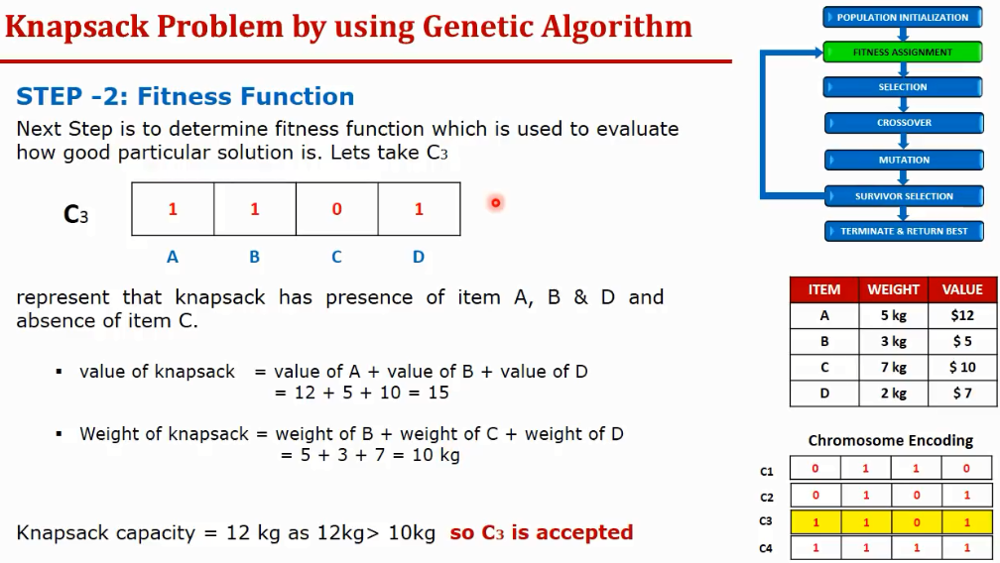 Knapsack Problem by using Genetic Algorithm
STEP -2: Fitness Function
Next Step is to determine fitness function which is used to evaluate
how good particular solution is. Lets take C3
C3 1 1 0 1
A B C D
represent that knapsack has presence of item A, B & D and
absence of item C.
▪ value of knapsack = value of A + value of B + value of D
= 12 + 5 + 10 = 15
▪ Weight of knapsack = weight of B + weight of C + weight of D
= 5 + 3 + 7 = 10 kg
Knapsack capacity = 12 kg as 12kg> 10kg so C3 is accepted
POPULATION INITIALIZATION
FITNESS ASSIGNMENT
SELECTION
CROSSOVER
MUTATION
SURVIVOR SELECTION
TERMINATE & RETURN BEST
ITEM WEIGHT VALUE
A 5 kg $12
B 3 kg $ 5
C 7 kg $ 10
D 2 kg $ 7
Chromosome Encoding
C1 0 1 1 0
C2 0 1 0 1
C3 1 1 0 1
C4 1 1 1 1